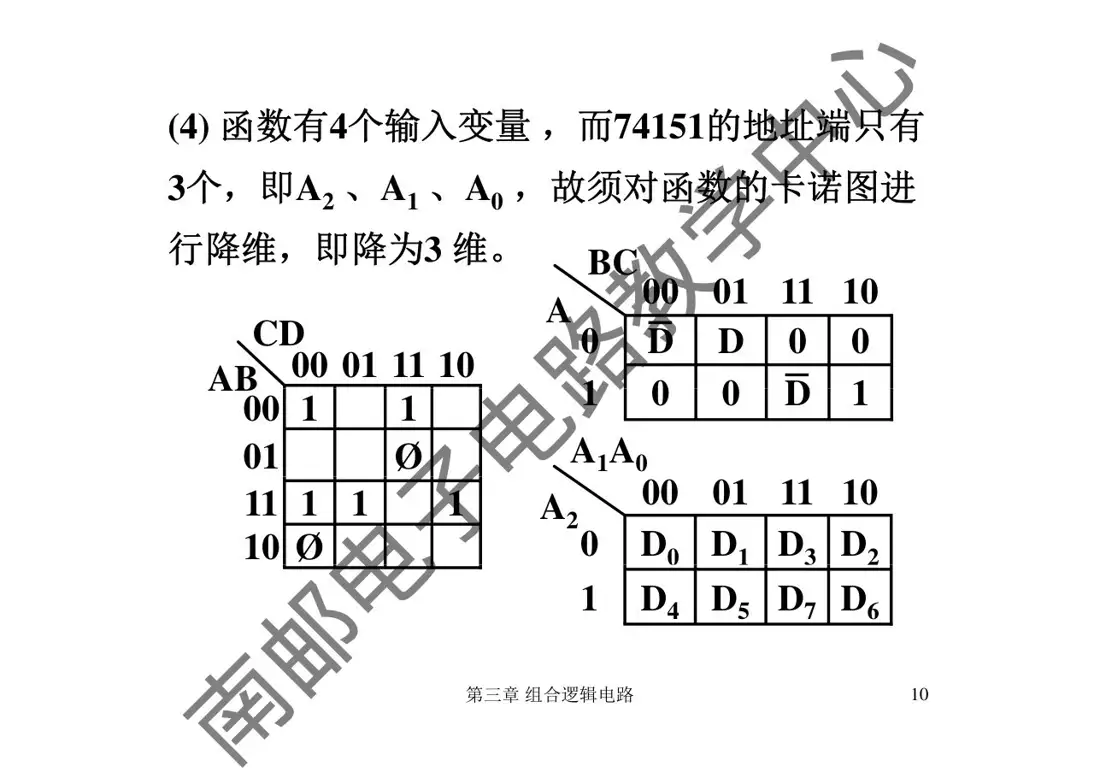 (4) 函数有4个输入变量 ，而74151的地址端只有
3个，即A₂ 、A₁ 、A₀ ，故须对函数的卡诺图进
行降维，即降为3 维。
BC
A
00 01 11 10
0 D̅ D 0 0
1 0 0 D̅ 1
CD
AB
00 01 11 10
00 1 1
01 Ø
11 1 1 1
10 Ø
A₁A₀
A₂
00 01 11 10
0 D₀ D₁ D₃ D₂
1 D₄ D₅ D₇ D₆
南邮电子电路教学中心
第三章 组合逻辑电路
10